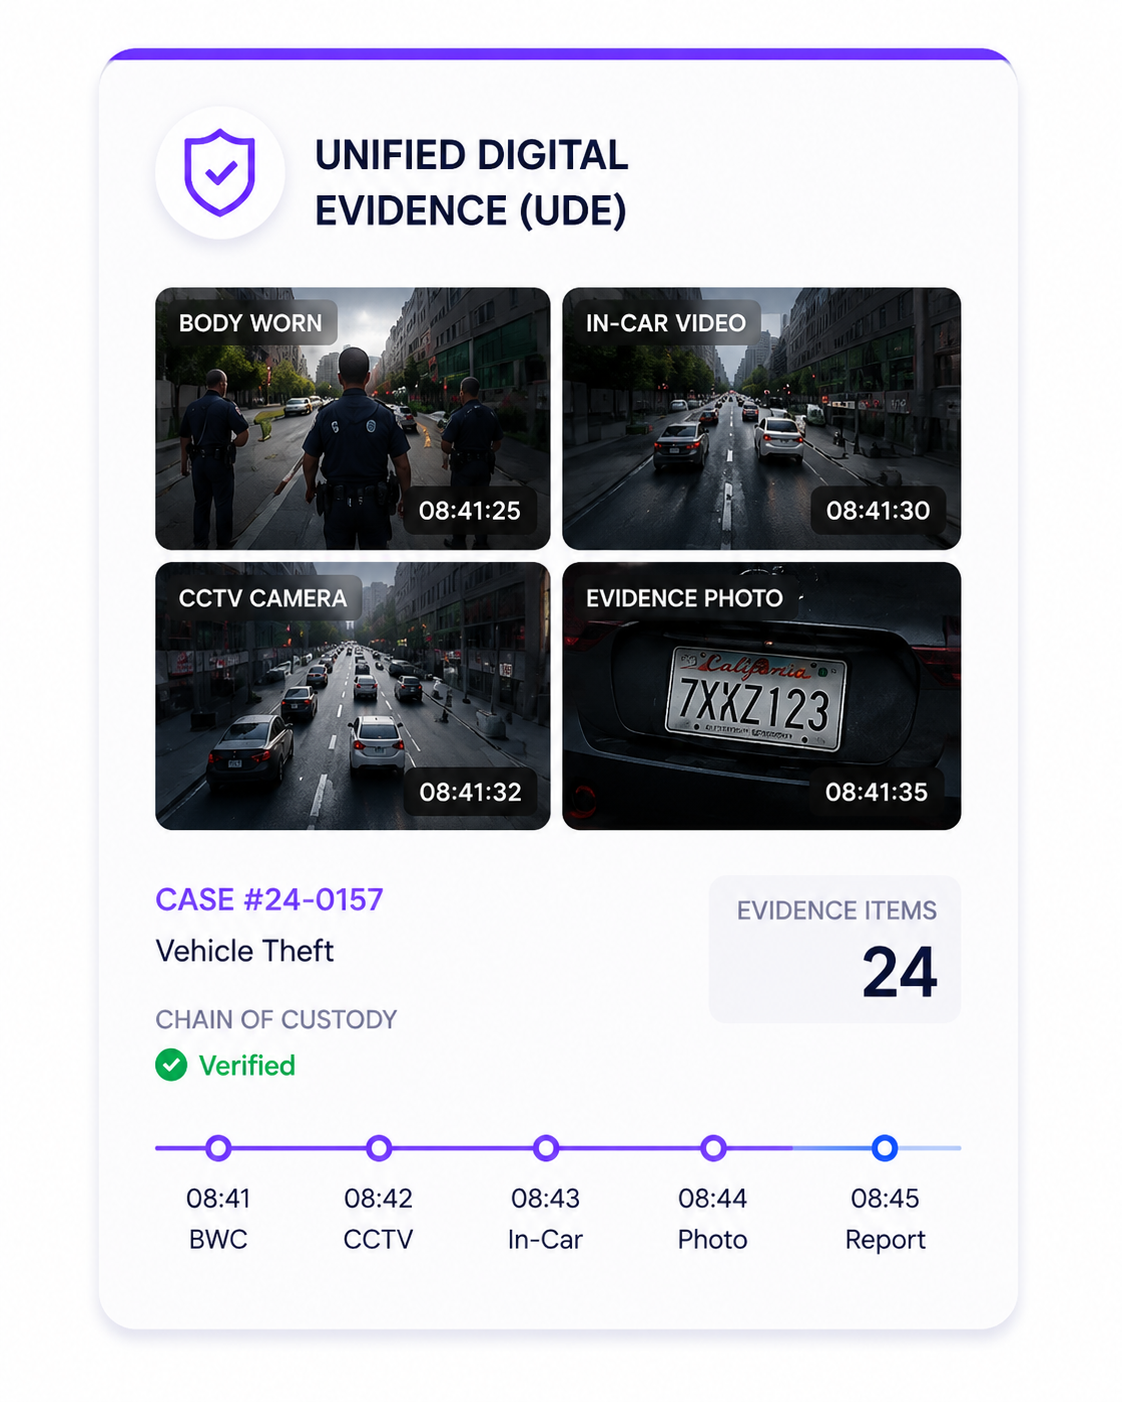 UNIFIED DIGITAL
EVIDENCE (UDE)
BODY WORN
08:41:25
IN-CAR VIDEO
08:41:30
CCTV CAMERA
08:41:32
EVIDENCE PHOTO
California
7XXZ123
08:41:35
CASE #24-0157
Vehicle Theft
CHAIN OF CUSTODY
Verified
EVIDENCE ITEMS
24
08:41
BWC
08:42
CCTV
08:43
In-Car
08:44
Photo
08:45
Report